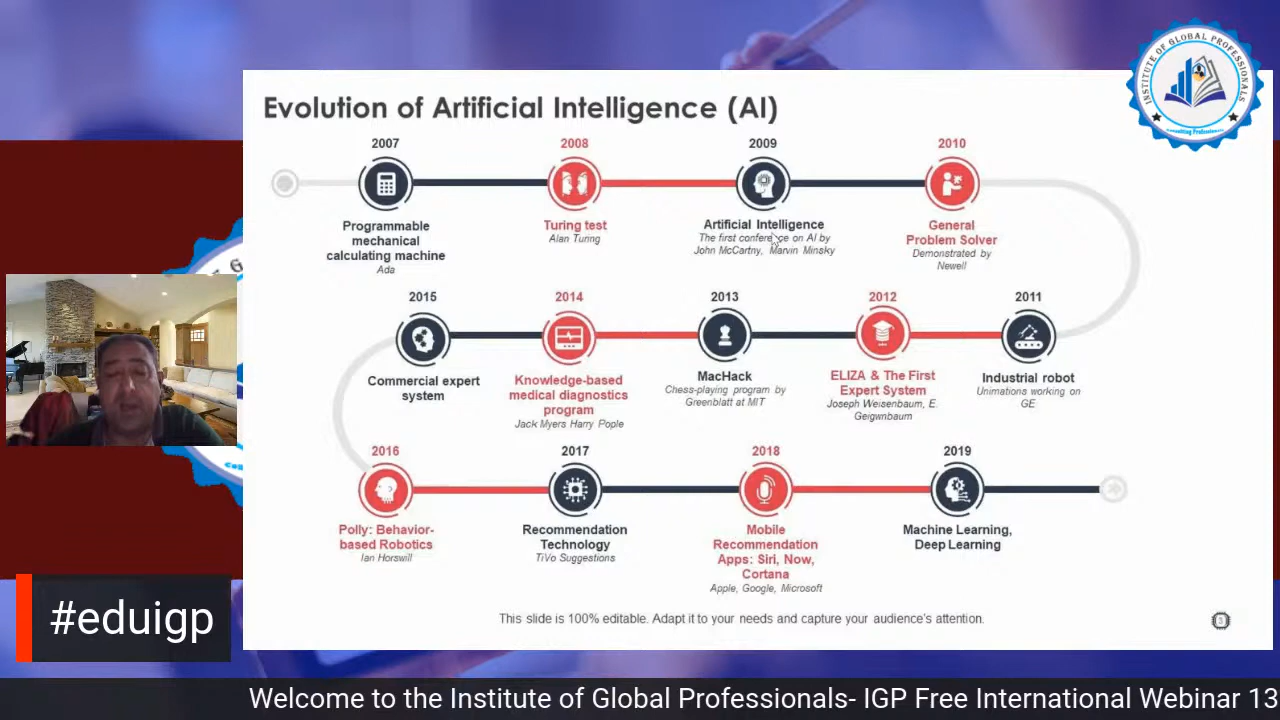 INSTITUTE OF GLOBAL PROFESSIONALS
Consulting Professionals
Evolution of Artificial Intelligence (AI)
2007
2008
2009
2010
Programmable
mechanical
calculating machine
Ada
Turing test
Alan Turing
Artificial Intelligence
The first conference on AI by
John McCartny, Marvin Minsky
General
Problem Solver
Demonstrated by
Newell
2015
2014
2013
2012
2011
Commercial expert
system
Knowledge-based
medical diagnostics
program
Jack Myers Harry Pople
MacHack
Chess-playing program by
Greenblatt at MIT
ELIZA & The First
Expert System
Joseph Weisenbaum, E.
Geigwnbaum
Industrial robot
Unimations working on
GE
2016
2017
2018
2019
Polly: Behavior-
based Robotics
Ian Horswill
Recommendation
Technology
TiVo Suggestions
Mobile
Recommendation
Apps: Siri, Now,
Cortana
Apple, Google, Microsoft
Machine Learning,
Deep Learning
This slide is 100% editable. Adapt it to your needs and capture your audience's attention.
3
#eduigp
Welcome to the Institute of Global Professionals- IGP Free International Webinar 13